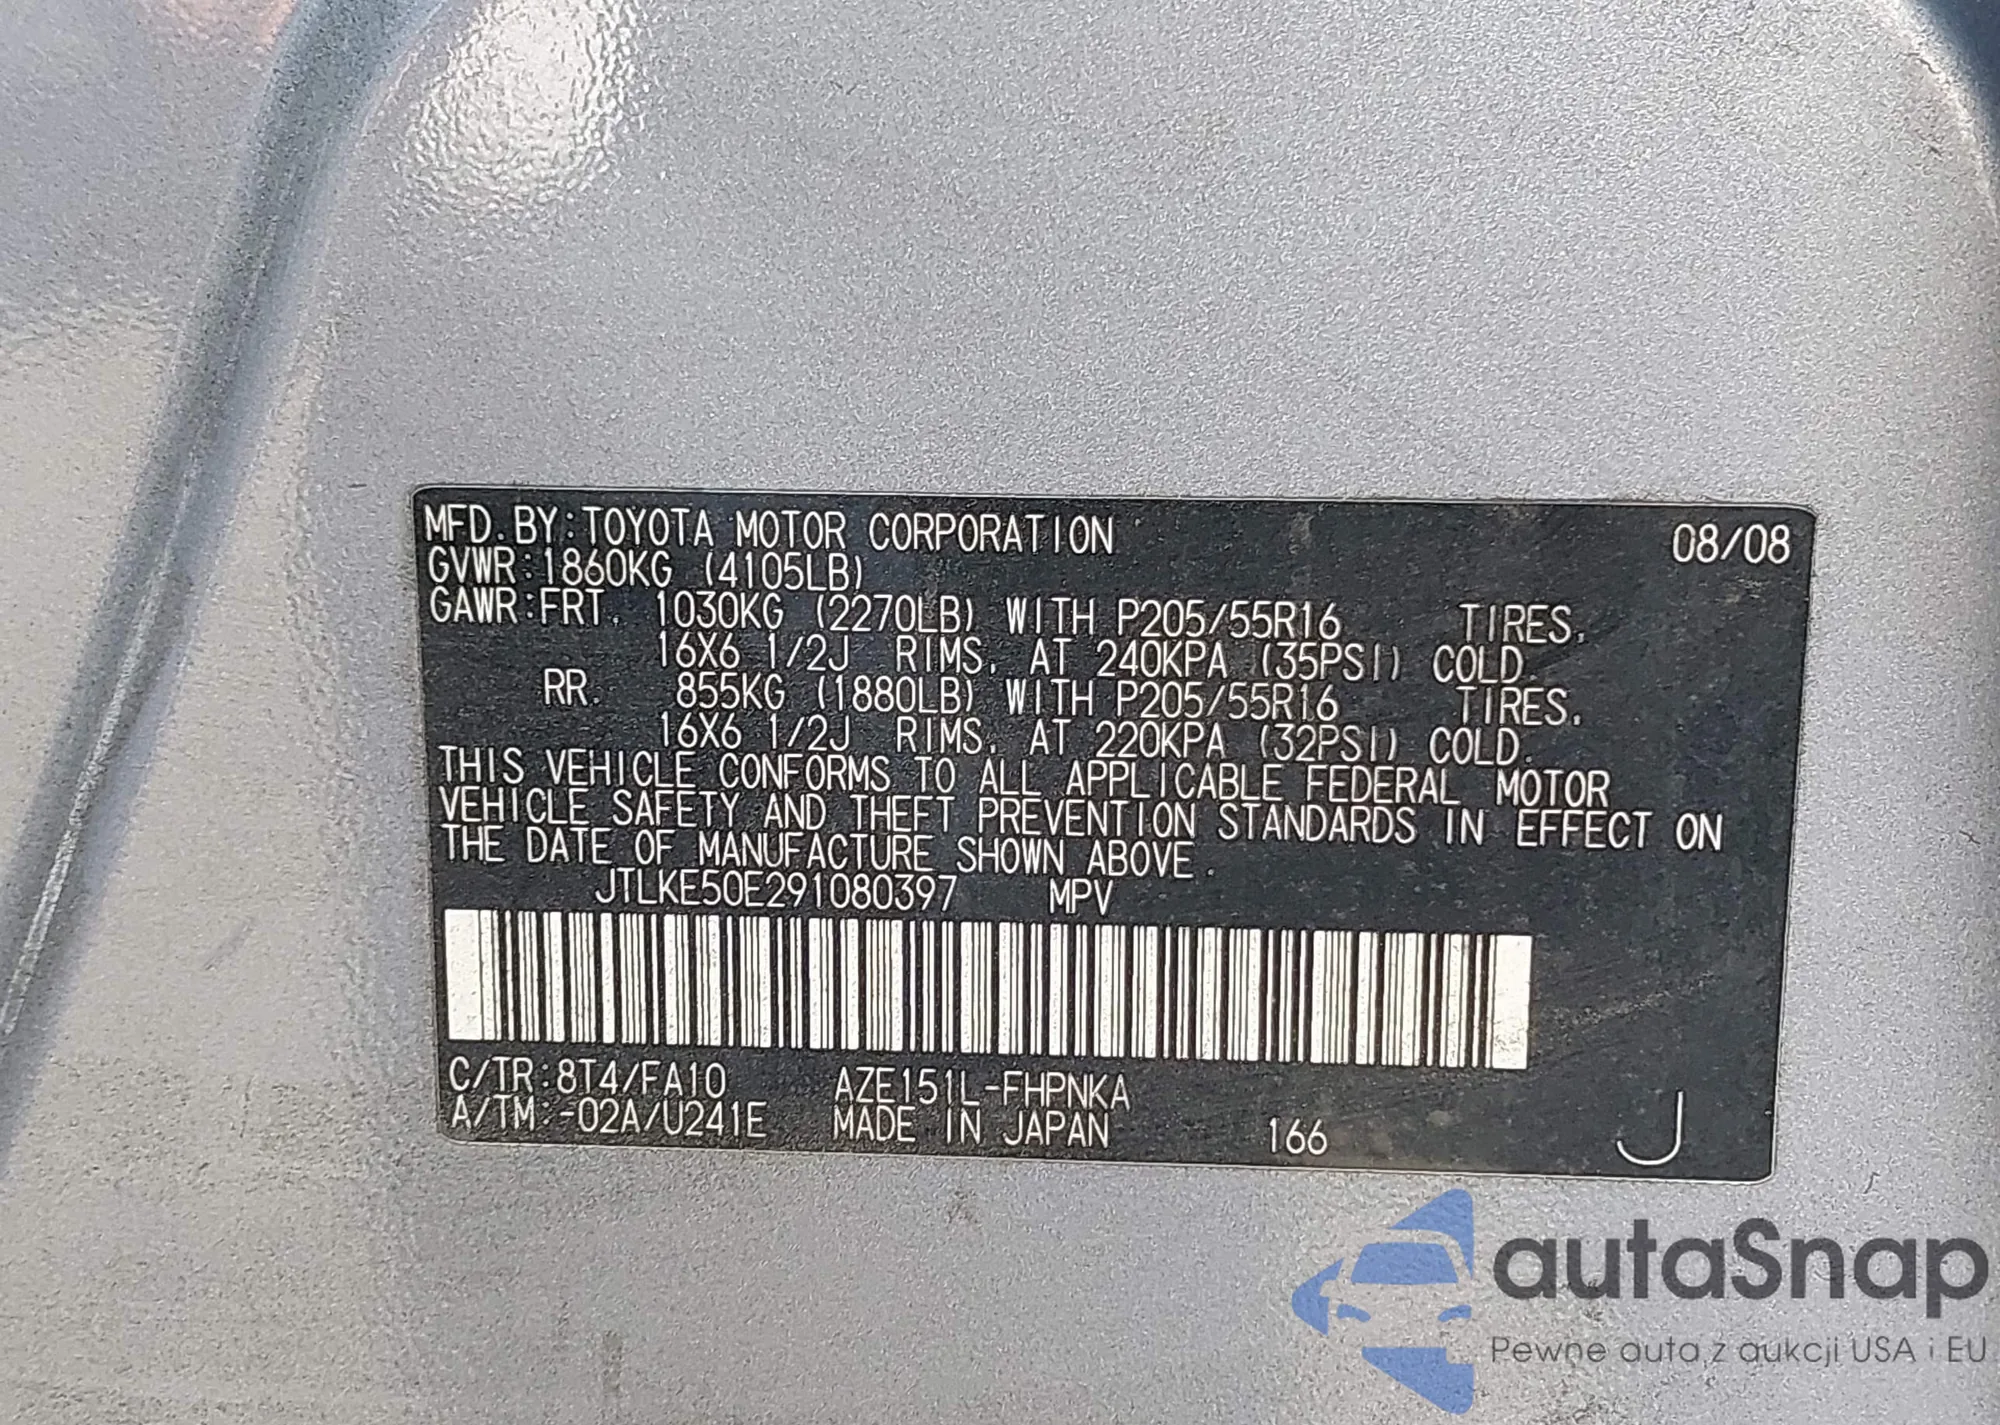 MFD. BY:TOYOTA MOTOR CORPORATION 08/08
GVWR:1860KG (4105LB)
GAWR:FRT. 1030KG (2270LB) WITH P205/55R16 TIRES,
16X6 1/2J RIMS, AT 240KPA (35PSI) COLD.
RR. 855KG (1880LB) WITH P205/55R16 TIRES,
16X6 1/2J RIMS, AT 220KPA (32PSI) COLD.
THIS VEHICLE CONFORMS TO ALL APPLICABLE FEDERAL MOTOR
VEHICLE SAFETY AND THEFT PREVENTION STANDARDS IN EFFECT ON
THE DATE OF MANUFACTURE SHOWN ABOVE.
JTLKE50E291080397 MPV
C/TR:8T4/FA10 AZE151L-FHPNKA
A/TM:-02A/U241E MADE IN JAPAN 166 J
autaSnap
Pewne auta z aukcji USA i EU